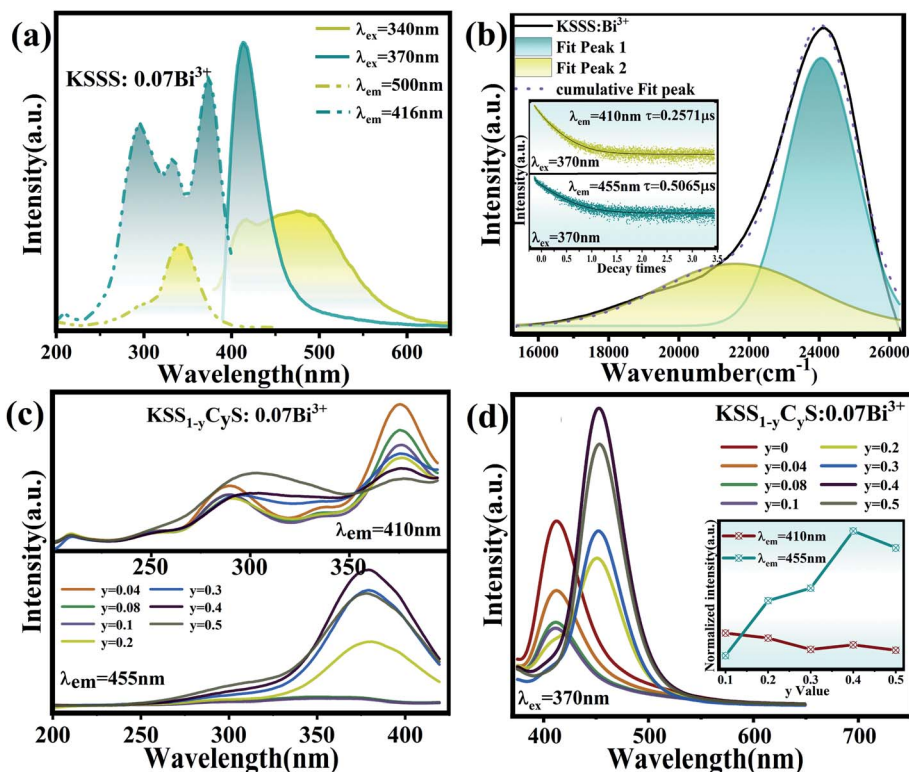 (a)
KSSS: 0.07Bi³⁺
λex=340nm
λex=370nm
λem=500nm
λem=416nm
Intensity(a.u.)
200 300 400 500 600
Wavelength(nm)
(b)
KSSS:Bi³⁺
Fit Peak 1
Fit Peak 2
cumulative Fit peak
λem=410nm τ=0.2571μs
λex=370nm
λem=455nm τ=0.5065μs
λex=370nm
Intensity(a.u.)
0.0 0.5 1.0 1.5 2.0 2.5 3.0 3.5
Decay times
Intensity(a.u.)
16000 18000 20000 22000 24000 26000
Wavenumber(cm⁻¹)
(c)
KSS1-yCyS: 0.07Bi³⁺
λem=410nm
250 300 350
y=0.04 y=0.3
y=0.08 y=0.4
y=0.1 y=0.5
y=0.2
λem=455nm
Intensity(a.u.)
200 250 300 350 400
Wavelength(nm)
(d)
KSS1-yCyS:0.07Bi³⁺
y=0 y=0.2
y=0.04 y=0.3
y=0.08 y=0.4
y=0.1 y=0.5
λem=410nm
λem=455nm
Normalized intensity(a.u.)
0.1 0.2 0.3 0.4 0.5
y Value
λex=370nm
Intensity(a.u.)
400 500 600 700
Wavelength(nm)